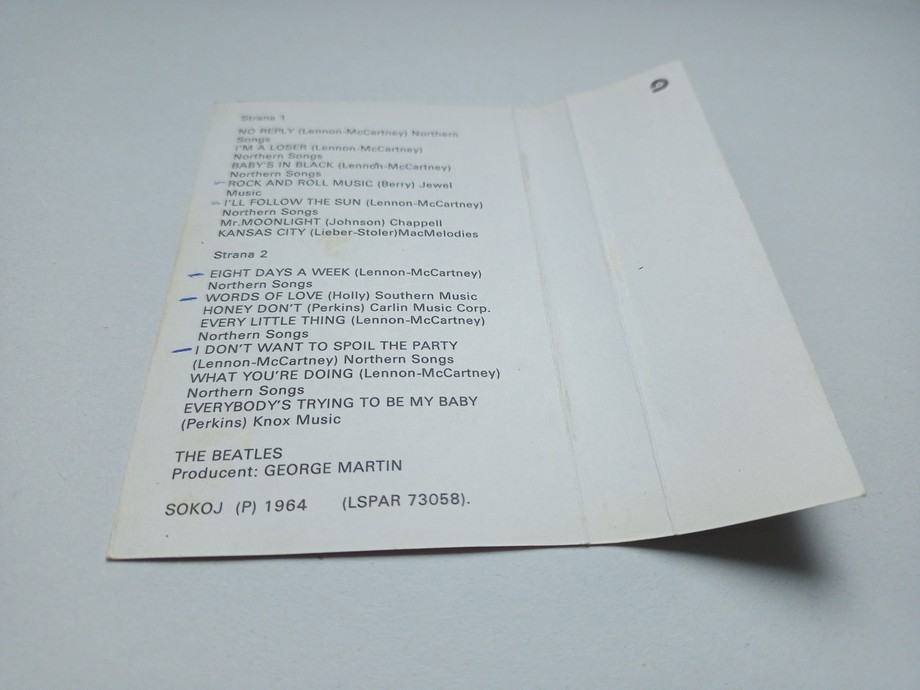 Strana 1
NO REPLY (Lennon-McCartney) Northern
Songs
I'M A LOSER (Lennon-McCartney)
Northern Songs
BABY'S IN BLACK (Lennon-McCartney)
Northern Songs
ROCK AND ROLL MUSIC (Berry) Jewel
Music
I'LL FOLLOW THE SUN (Lennon-McCartney)
Northern Songs
Mr.MOONLIGHT (Johnson) Chappell
KANSAS CITY (Lieber-Stoler)MacMelodies
Strana 2
EIGHT DAYS A WEEK (Lennon-McCartney)
Northern Songs
WORDS OF LOVE (Holly) Southern Music
HONEY DON'T (Perkins) Carlin Music Corp.
EVERY LITTLE THING (Lennon-McCartney)
Northern Songs
I DON'T WANT TO SPOIL THE PARTY
(Lennon-McCartney) Northern Songs
WHAT YOU'RE DOING (Lennon-McCartney)
Northern Songs
EVERYBODY'S TRYING TO BE MY BABY
(Perkins) Knox Music
THE BEATLES
Producent: GEORGE MARTIN
SOKOJ (P) 1964 (LSPAR 73058).